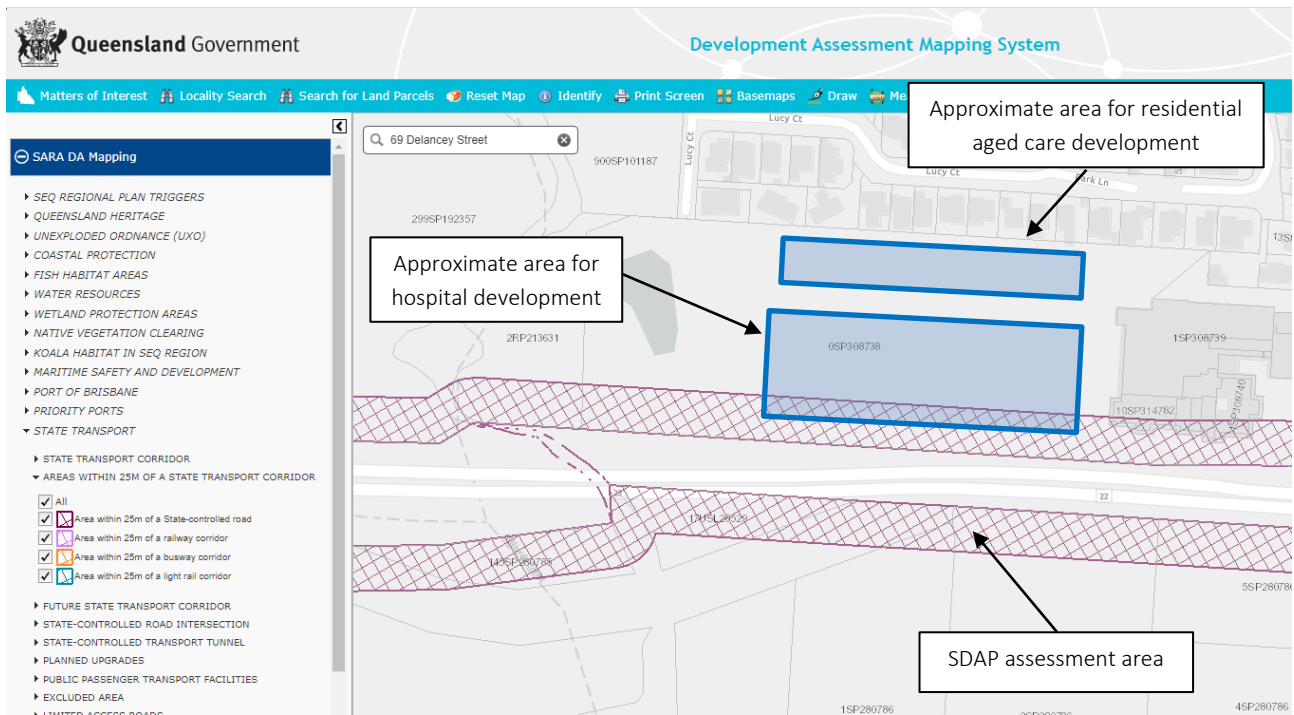 Queensland Government
Development Assessment Mapping System
Matters of Interest Locality Search Search for Land Parcels Reset Map Identify Print Screen Basemaps Draw
SARA DA Mapping
SEQ REGIONAL PLAN TRIGGERS
QUEENSLAND HERITAGE
UNEXPLODED ORDNANCE (UXO)
COASTAL PROTECTION
FISH HABITAT AREAS
WATER RESOURCES
WETLAND PROTECTION AREAS
NATIVE VEGETATION CLEARING
KOALA HABITAT IN SEQ REGION
MARITIME SAFETY AND DEVELOPMENT
PORT OF BRISBANE
PRIORITY PORTS
STATE TRANSPORT
STATE TRANSPORT CORRIDOR
AREAS WITHIN 25M OF A STATE TRANSPORT CORRIDOR
All
Area within 25m of a State-controlled road
Area within 25m of a railway corridor
Area within 25m of a busway corridor
Area within 25m of a light rail corridor
FUTURE STATE TRANSPORT CORRIDOR
STATE-CONTROLLED ROAD INTERSECTION
STATE-CONTROLLED TRANSPORT TUNNEL
PLANNED UPGRADES
PUBLIC PASSENGER TRANSPORT FACILITIES
EXCLUDED AREA
LIMITED ACCESS ROADS
69 Delancey Street
Lucy Ct
Lucy Ct
Lucy Ct
Park Ln
900SP101187
299SP192357
Approximate area for residential
aged care development
Approximate area for
hospital development
2RP213631
0SP308738
1SP308739
10SP314782
22
22
17USL20529
5SP280786
SDAP assessment area
1SP280786
4SP280786